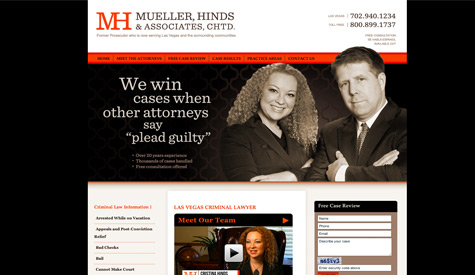 MH
MUELLER, HINDS
& ASSOCIATES, CHTD.
Former Prosecutor who is now serving Las Vegas and the surrounding communities
LAS VEGAS 702.940.1234
TOLL FREE 800.899.1737
FREE CONSULTATION
SE HABLA ESPAÑOL
AVAILABLE 24/7
HOME MEET THE ATTORNEYS FREE CASE REVIEW CASE RESULTS PRACTICE AREAS CONTACT US
We win
cases when
other attorneys
say
“plead guilty”
• Over 20 years experience
• Thousands of cases handled
• Free consultation offered
Criminal Law Information
Arrested While on Vacation
Appeals and Post-Conviction
Relief
Bad Checks
Bail
Cannot Make Court
LAS VEGAS CRIMINAL LAWYER
Meet Our Team
CRISTINA HINDS
Free Case Review
Name
Phone
Email
Describe your case
Enter security code above